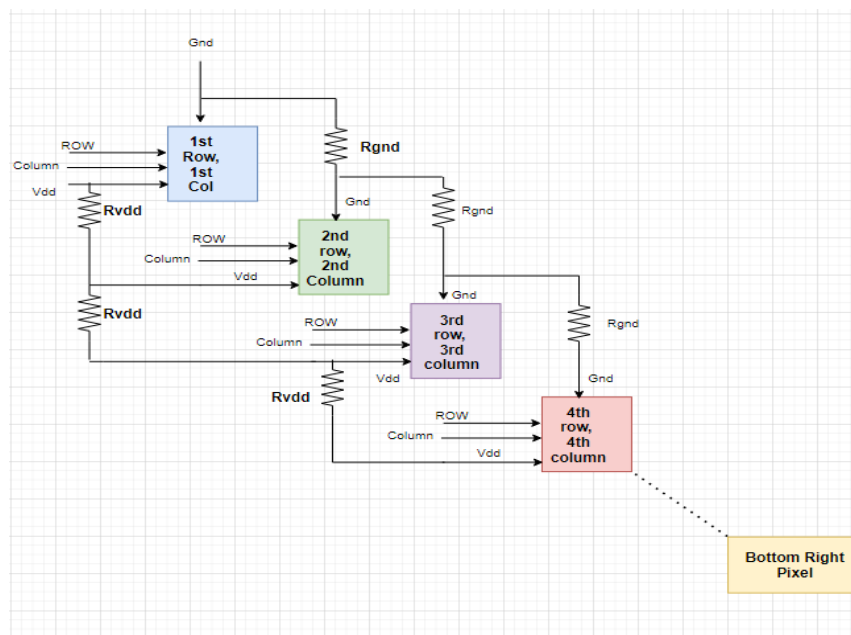 Gnd
1st
Row,
1st
Col
ROW
Column
Vdd
Rgnd
Rvdd
Gnd
2nd
row,
2nd
Column
ROW
Column
Vdd
Rgnd
Rvdd
Gnd
3rd
row,
3rd
column
ROW
Column
Vdd
Rgnd
Rvdd
Gnd
4th
row,
4th
column
ROW
Column
Vdd
Bottom Right
Pixel